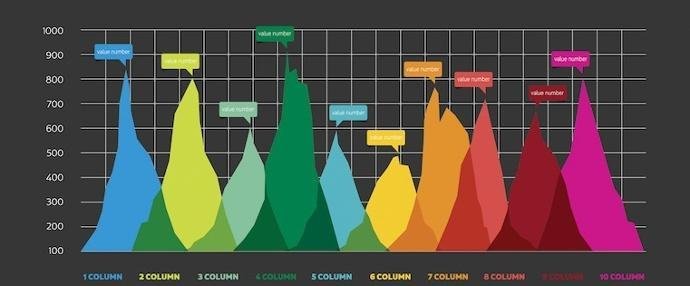 1000
900
800
700
600
500
400
300
200
100
value number
value number
value number
value number
value number
value number
value number
value number
value number
value number
1 COLUMN
2 COLUMN
3 COLUMN
4 COLUMN
5 COLUMN
6 COLUMN
7 COLUMN
8 COLUMN
9 COLUMN
10 COLUMN